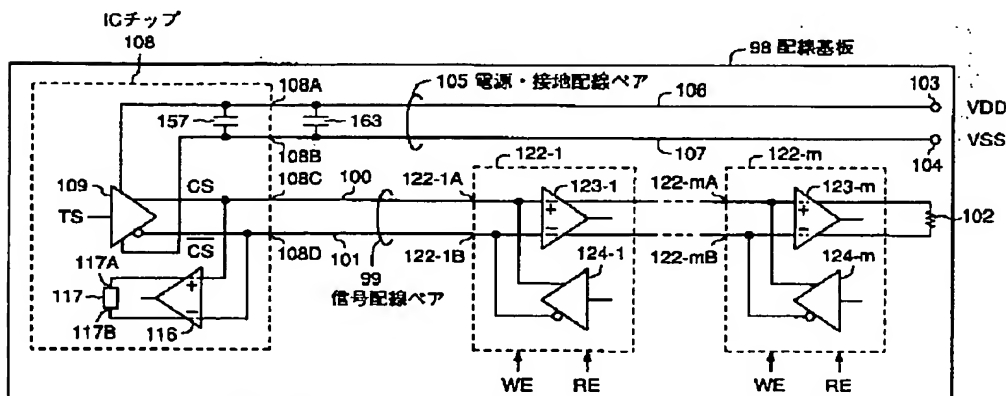 ICチップ
108
98 配線基板
108A
105 電源・接地配線ペア
106
103
VDD
157
163
VSS
108B
107
104
122-1
122-m
109
CS
108C
100
122-1A
123-1
122-mA
123-m
TS
+
−
+
−
102
CS
108D
101
122-1B
124-1
122-mB
124-m
117A
99
信号配線ペア
117
+
−
117B
116
WE
RE
WE
RE